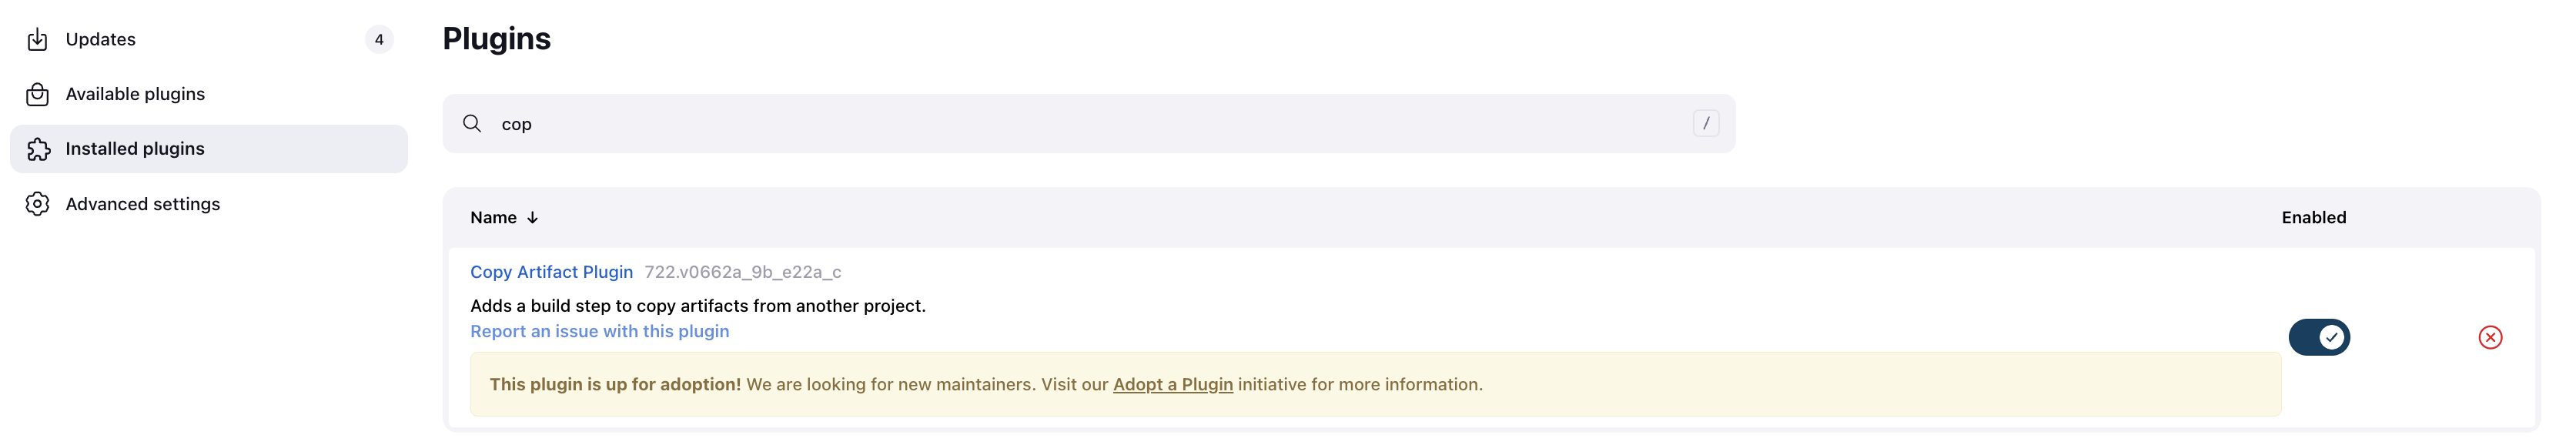 Updates 4
Available plugins
Installed plugins
Advanced settings
Plugins
cop /
Name ↓ Enabled
Copy Artifact Plugin 722.v0662a_9b_e22a_c
Adds a build step to copy artifacts from another project.
Report an issue with this plugin
This plugin is up for adoption! We are looking for new maintainers. Visit our Adopt a Plugin initiative for more information.